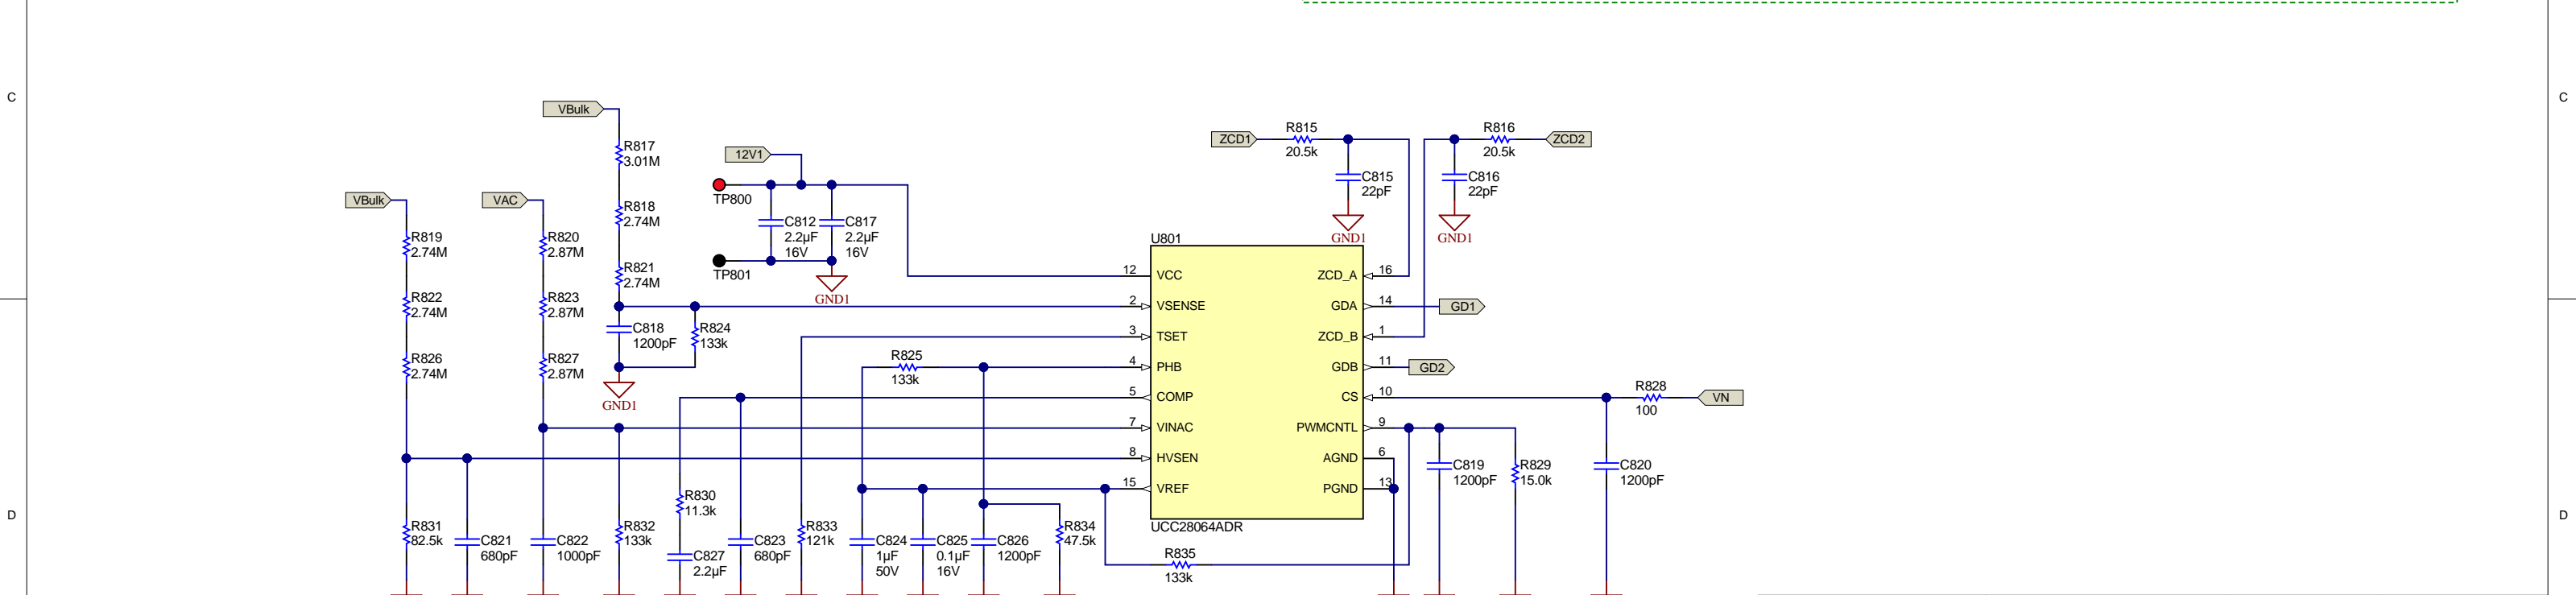 C
C
VBulk
R817
3.01M
12V1
ZCD1
R815
20.5k
R816
20.5k
ZCD2
TP800
C815
22pF
C816
22pF
VBulk
VAC
R818
2.74M
C812
2.2µF
16V
C817
2.2µF
16V
GND1
GND1
R819
2.74M
R820
2.87M
R821
2.74M
TP801
GND1
U801
12
VCC
ZCD_A
16
2
VSENSE
GDA
14
GD1
R822
2.74M
R823
2.87M
C818
1200pF
R824
133k
3
TSET
ZCD_B
1
R826
2.74M
R827
2.87M
R825
133k
4
PHB
GDB
11
GD2
GND1
5
COMP
CS
10
R828
100
VN
7
VINAC
PWMCNTL
9
8
HVSEN
AGND
6
C819
1200pF
R829
15.0k
C820
1200pF
15
VREF
PGND
13
R830
11.3k
UCC28064ADR
D
D
R831
82.5k
C821
680pF
C822
1000pF
R832
133k
C827
2.2µF
C823
680pF
R833
121k
C824
1µF
50V
C825
0.1µF
16V
C826
1200pF
R834
47.5k
R835
133k